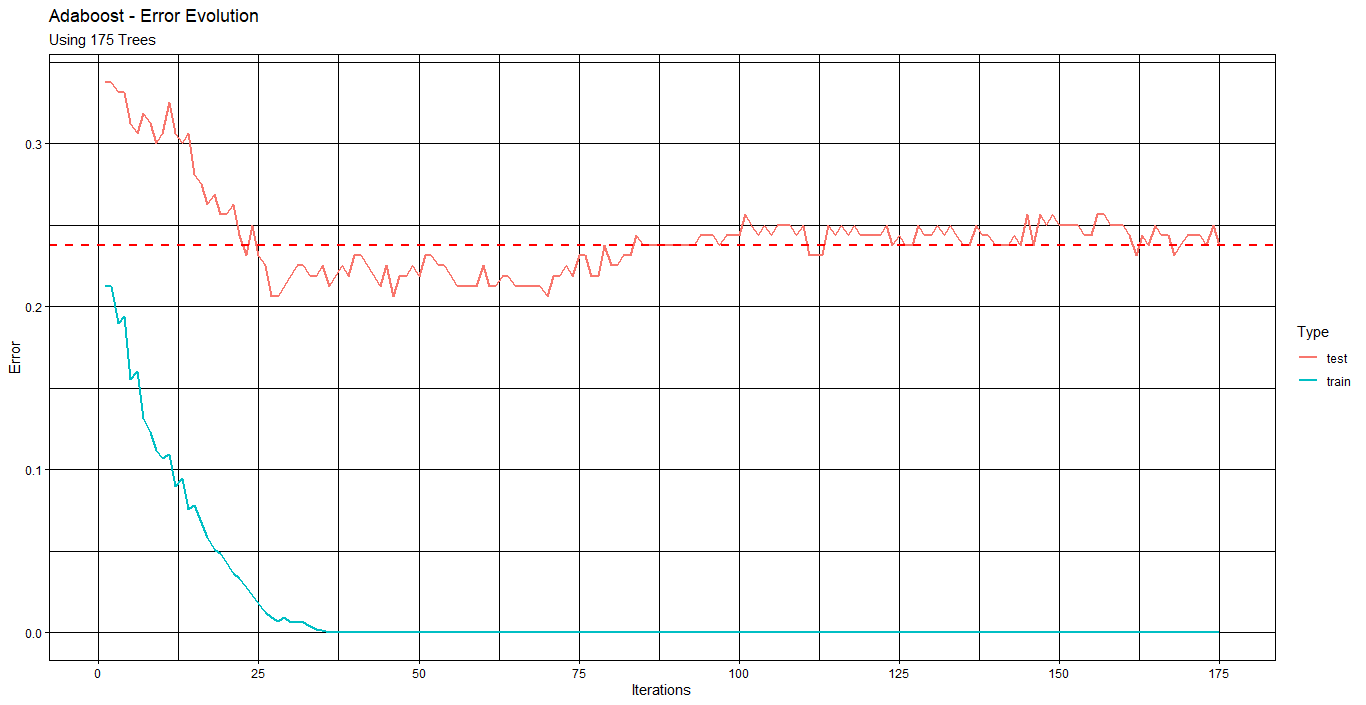 Adaboost - Error Evolution
Using 175 Trees
0.3
0.2
0.1
0.0
Error
0 25 50 75 100 125 150 175
Iterations
Type
test
train